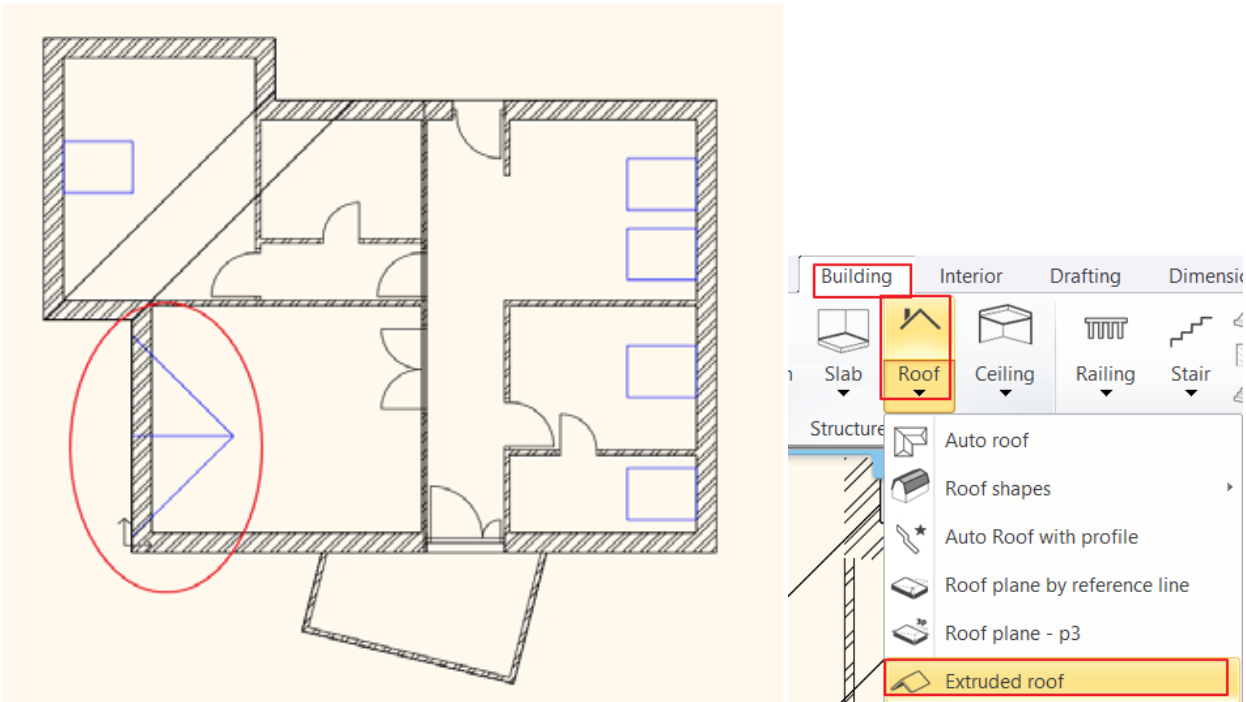 Building Interior Drafting
Slab Roof Ceiling Railing Stair
Structure
Auto roof
Roof shapes
Auto Roof with profile
Roof plane by reference line
3p
Roof plane - p3
Extruded roof